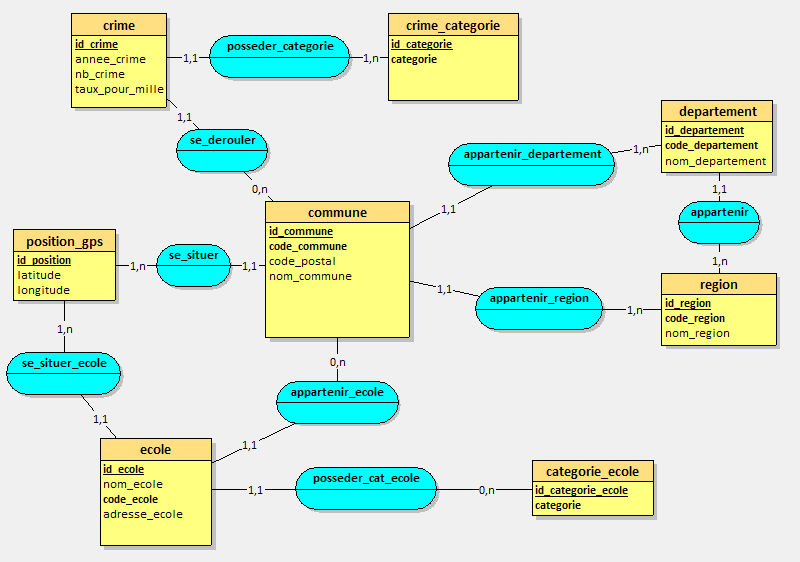 crime
id_crime
annee_crime
nb_crime
taux_pour_mille
1,1
posseder_categorie
1,n
crime_categorie
id_categorie
categorie
1,1
se_derouler
0,n
departement
id_departement
code_departement
nom_departement
appartenir_departement
1,n
1,1
1,1
appartenir
1,n
commune
id_commune
code_commune
code_postal
nom_commune
position_gps
id_position
latitude
longitude
1,n
se_situer
1,1
region
id_region
code_region
nom_region
1,1
appartenir_region
1,n
1,n
se_situer_ecole
1,1
0,n
appartenir_ecole
1,1
ecole
id_ecole
nom_ecole
code_ecole
adresse_ecole
1,1
posseder_cat_ecole
0,n
categorie_ecole
id_categorie_ecole
categorie